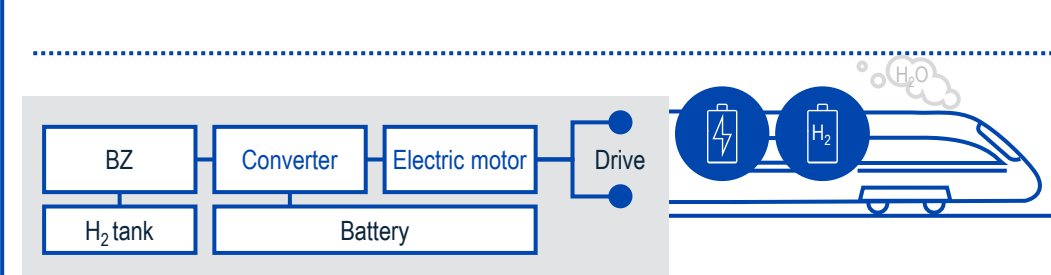 H₂O
BZ
Converter
Electric motor
Drive
H₂
H₂ tank
Battery